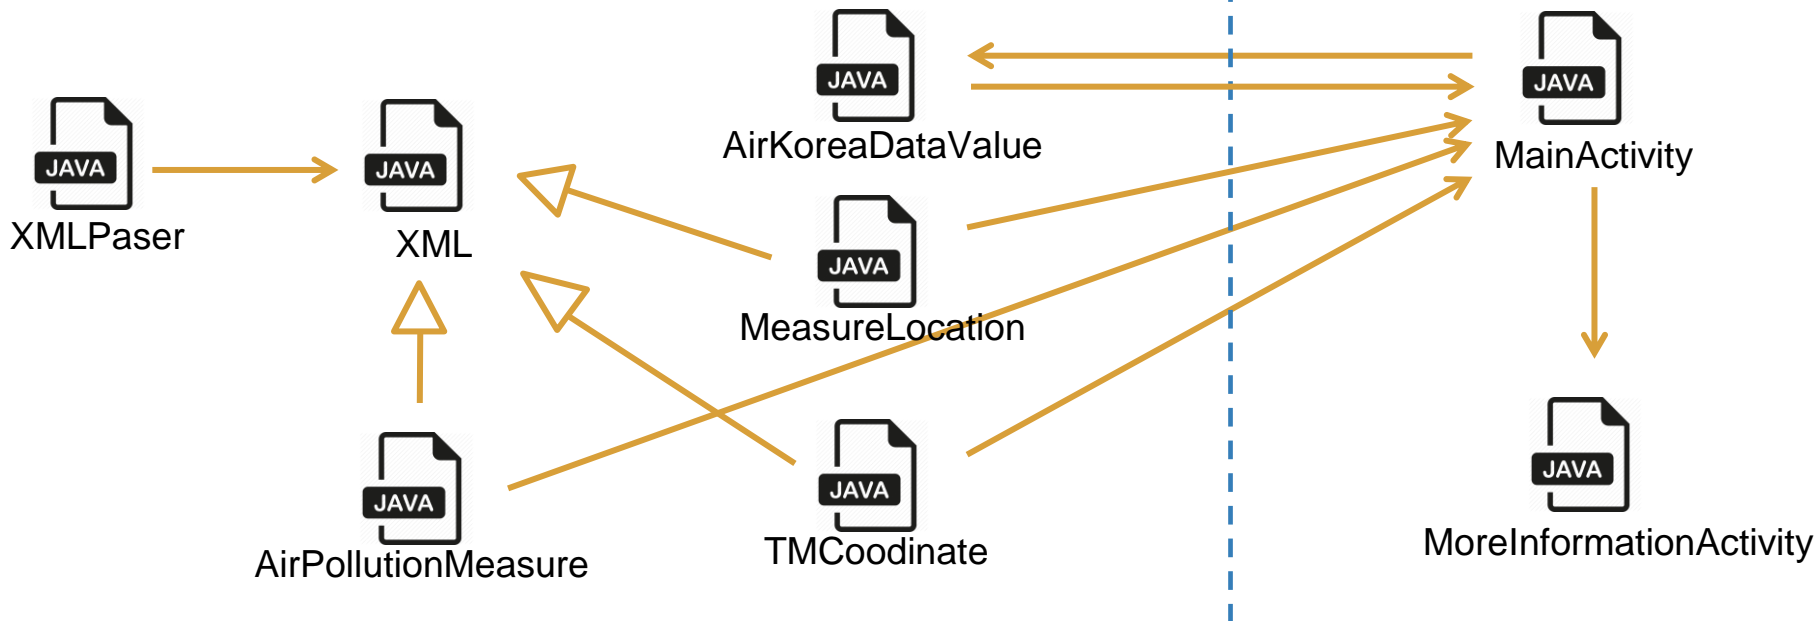 JAVA
AirKoreaDataValue
JAVA
MainActivity
JAVA
XMLPaser
JAVA
XML
JAVA
MeasureLocation
JAVA
AirPollutionMeasure
JAVA
TMCoodinate
JAVA
MoreInformationActivity